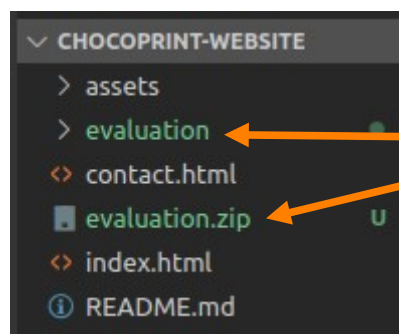 CHOCOPRINT-WEBSITE
assets
evaluation
contact.html
evaluation.zip U
index.html
README.md